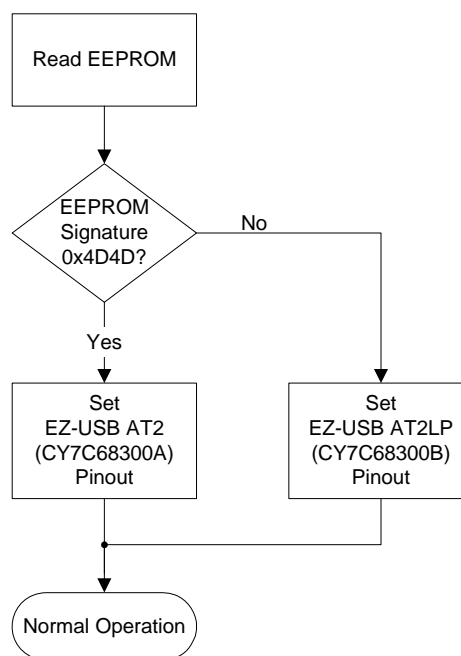 Read EEPROM
EEPROM
Signature
0x4D4D?
No
Yes
Set
EZ-USB AT2
(CY7C68300A)
Pinout
Set
EZ-USB AT2LP
(CY7C68300B)
Pinout
Normal Operation